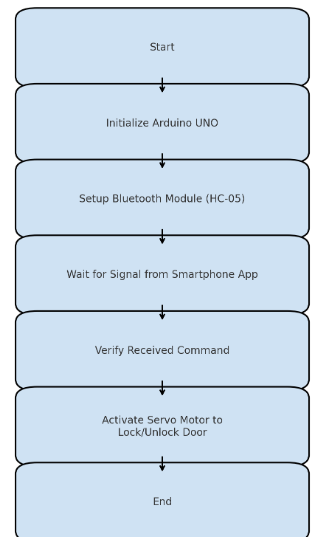 Start
Initialize Arduino UNO
Setup Bluetooth Module (HC-05)
Wait for Signal from Smartphone App
Verify Received Command
Activate Servo Motor to
Lock/Unlock Door
End